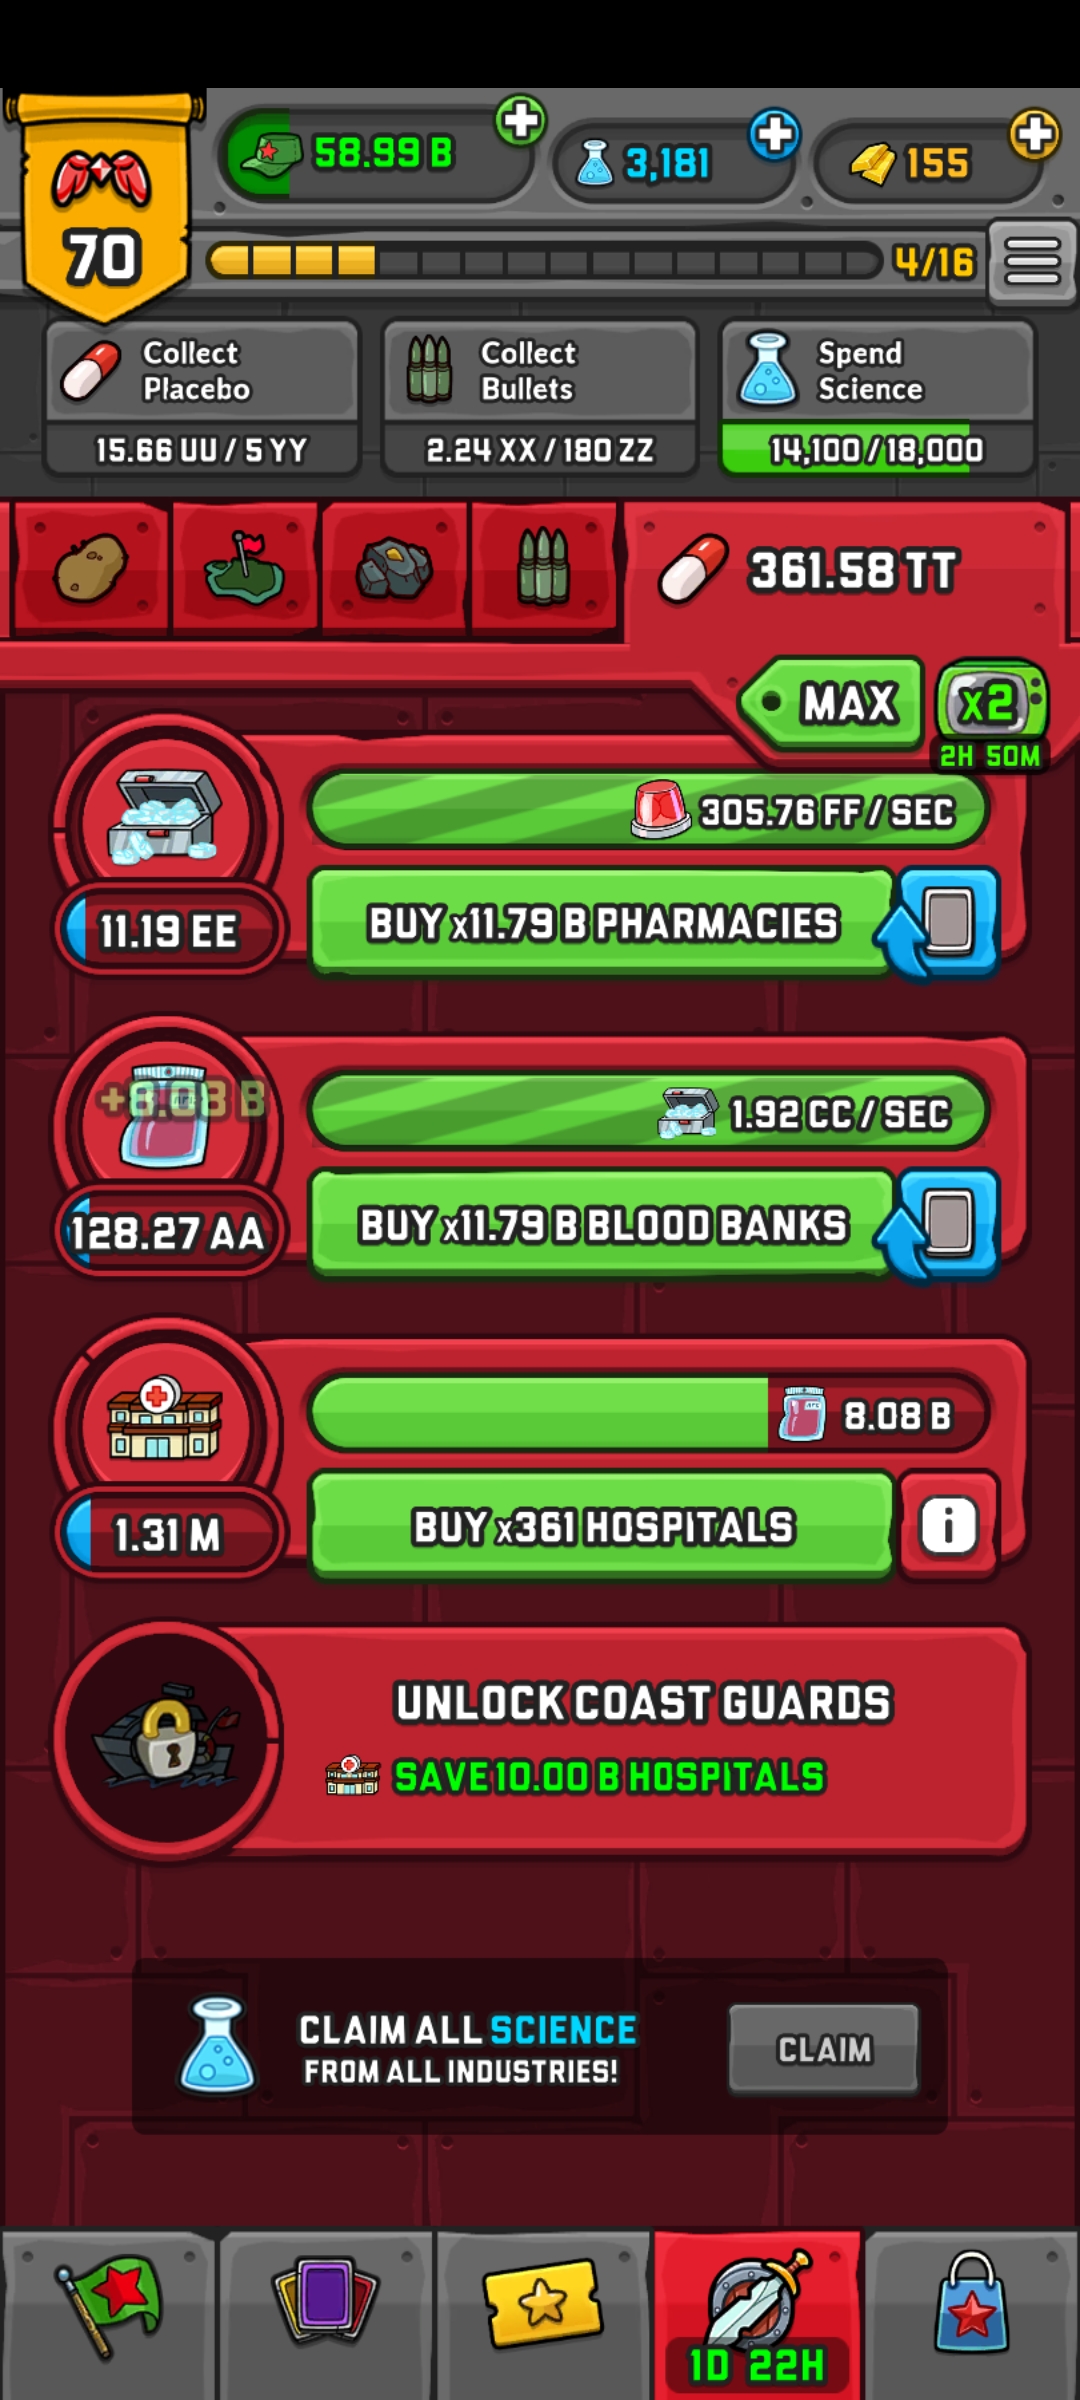 70
58.99 B
3,181
155
4/16
Collect
Placebo
15.66 UU / 5 YY
Collect
Bullets
2.24 XX / 180 ZZ
Spend
Science
14,100 / 18,000
361.58 TT
MAX
x2
2H 50M
305.76 FF / SEC
11.19 EE
BUY x11.79 B PHARMACIES
+8.08 B
1.92 CC / SEC
128.27 AA
BUY x11.79 B BLOOD BANKS
8.08 B
1.31 M
BUY x361 HOSPITALS
i
UNLOCK COAST GUARDS
SAVE 10.00 B HOSPITALS
CLAIM ALL SCIENCE
FROM ALL INDUSTRIES!
CLAIM
1D 22H